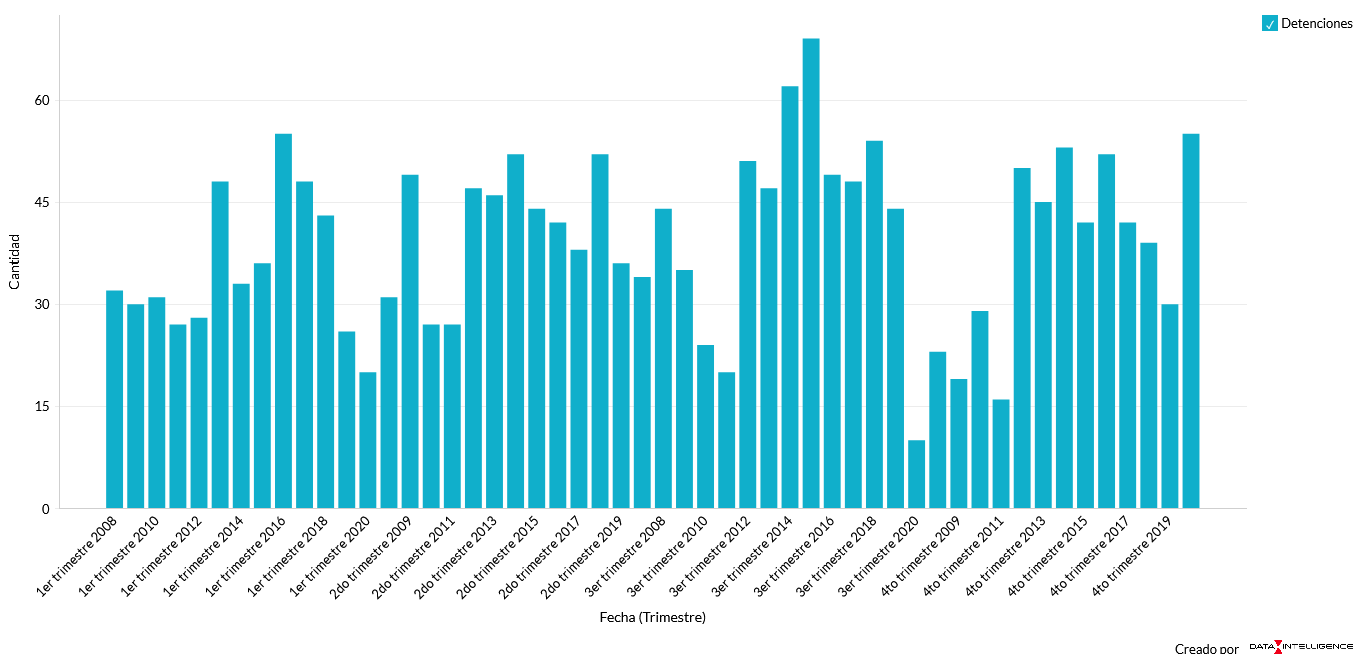 Detenciones
60
45
30
15
0
Cantidad
1er trimestre 2008
1er trimestre 2010
1er trimestre 2012
1er trimestre 2014
1er trimestre 2016
1er trimestre 2018
1er trimestre 2020
2do trimestre 2009
2do trimestre 2011
2do trimestre 2013
2do trimestre 2015
2do trimestre 2017
2do trimestre 2019
3er trimestre 2008
3er trimestre 2010
3er trimestre 2012
3er trimestre 2014
3er trimestre 2016
3er trimestre 2018
3er trimestre 2020
4to trimestre 2009
4to trimestre 2011
4to trimestre 2013
4to trimestre 2015
4to trimestre 2017
4to trimestre 2019
Fecha (Trimestre)
Creado por DATA INTELLIGENCE